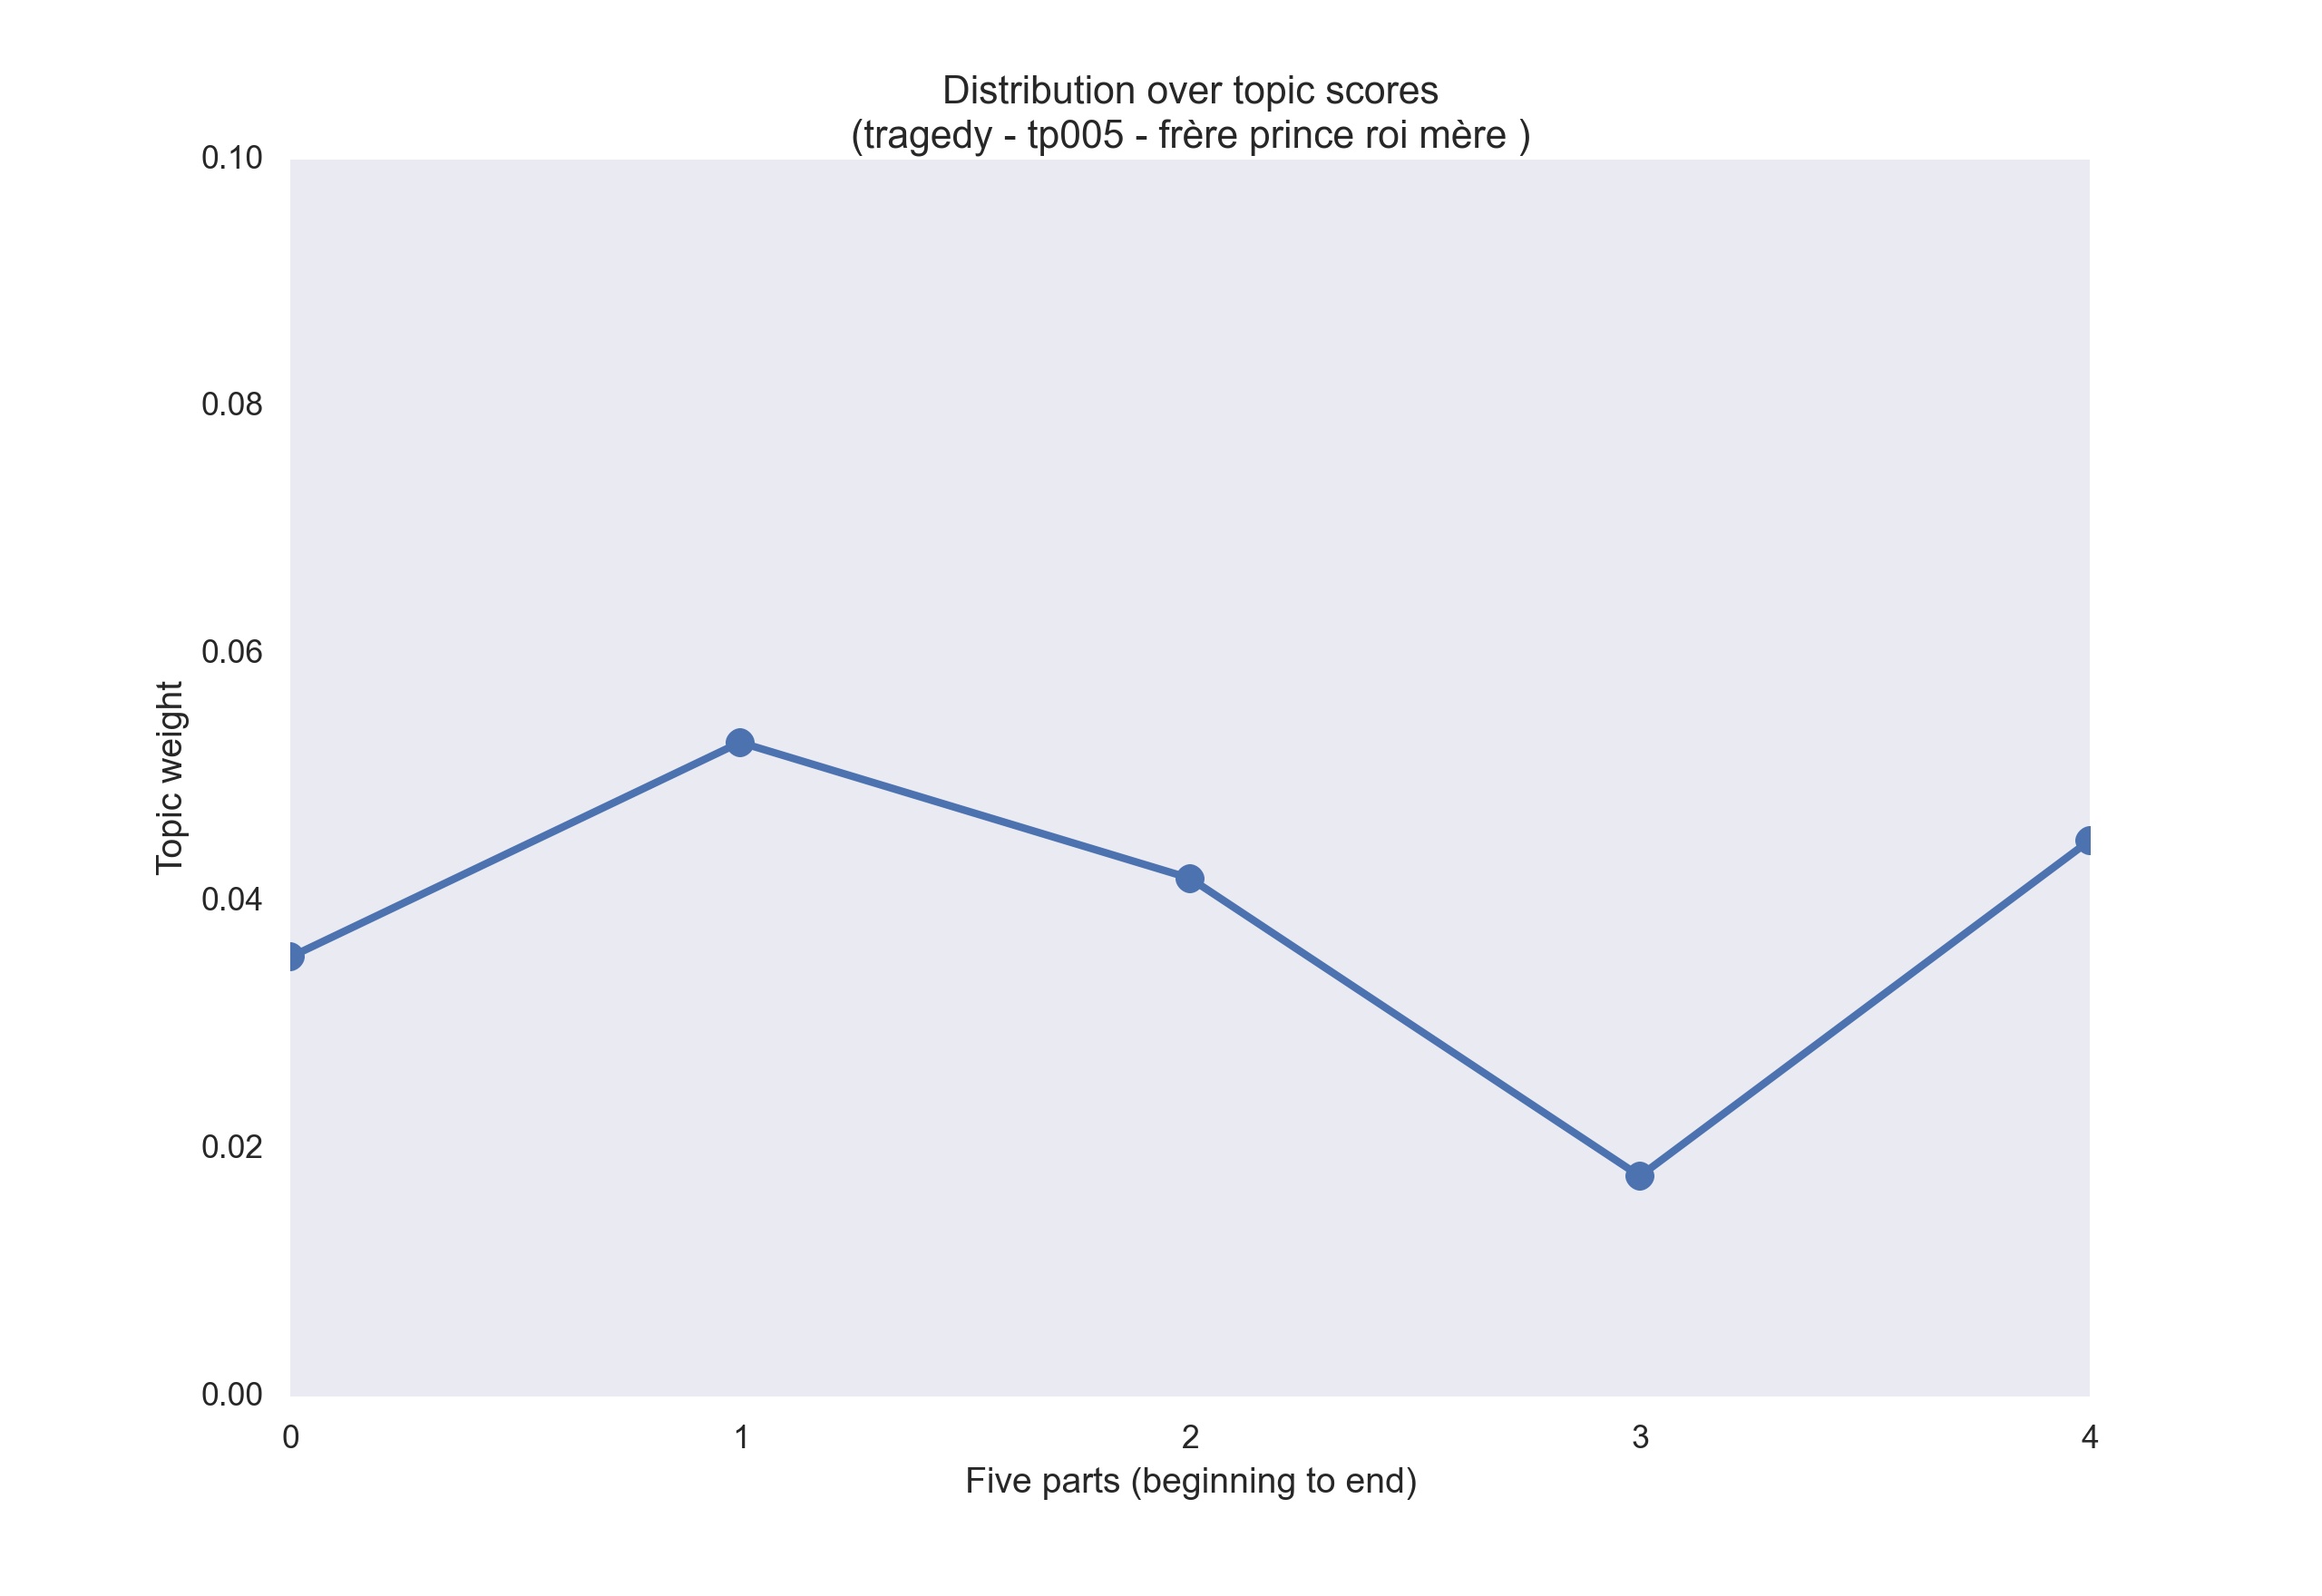 Distribution over topic scores
(tragedy - tp005 - frère prince roi mère )
0.10
0.08
0.06
0.04
0.02
0.00
Topic weight
0 1 2 3 4
Five parts (beginning to end)